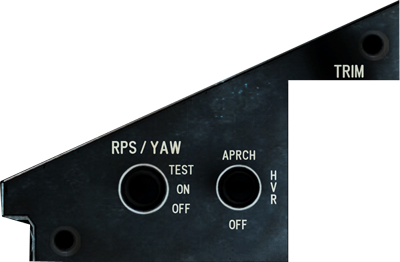 TRIM
RPS / YAW
TEST
ON
OFF
APRCH
HVR
OFF